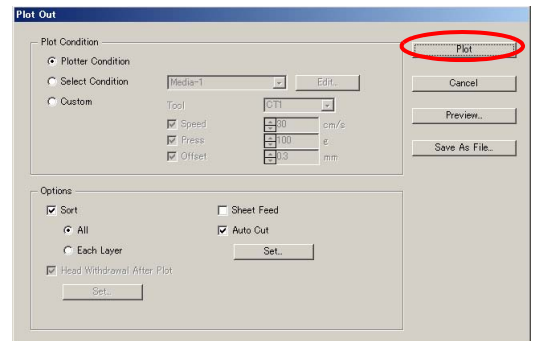 Plot Out
Plot Condition
Plotter Condition
Select Condition
Media-1
Edit...
Custom
Tool
CT1
Speed
30
cm/s
Press
100
g
Offset
0.3
mm
Plot
Cancel
Preview...
Save As File...
Options
Sort
All
Each Layer
Head Withdrawal After Plot
Set...
Sheet Feed
Auto Cut
Set...